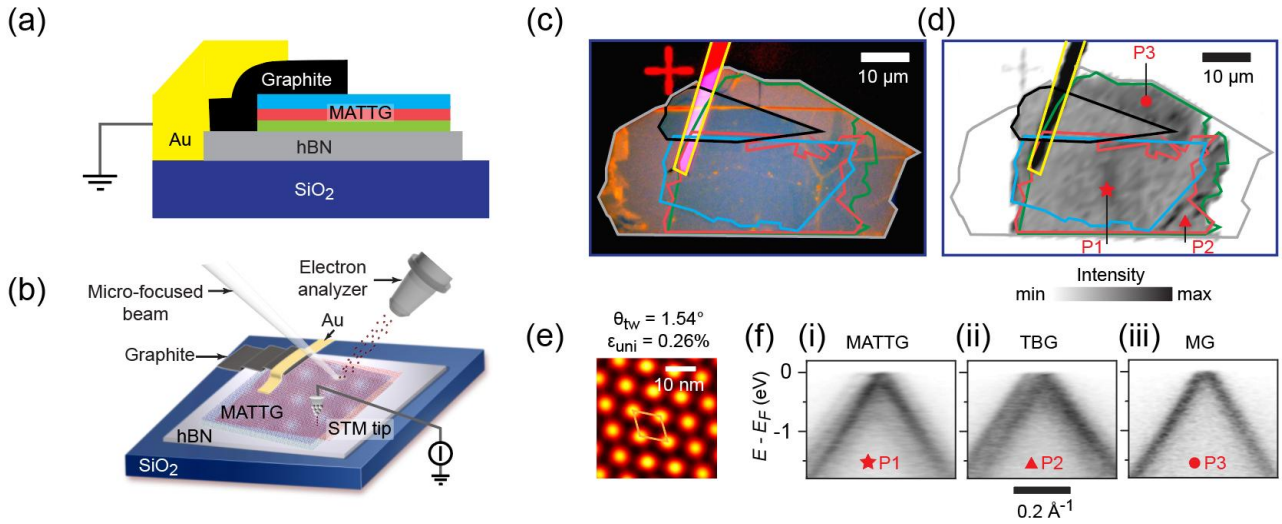 (a)
Graphite
MATTG
Au
hBN
SiO2
(b)
Electron
analyzer
Micro-focused
beam
Au
Graphite
MATTG
STM tip
hBN
SiO2
I
(c)
10 μm
(d)
P3
10 μm
P1
P2
Intensity
min
max
(e)
θtw = 1.54°
εuni = 0.26%
10 nm
(f)
(i)
MATTG
(ii)
TBG
(iii)
MG
E - EF (eV)
0
-1
P1
P2
P3
0.2 Å-1